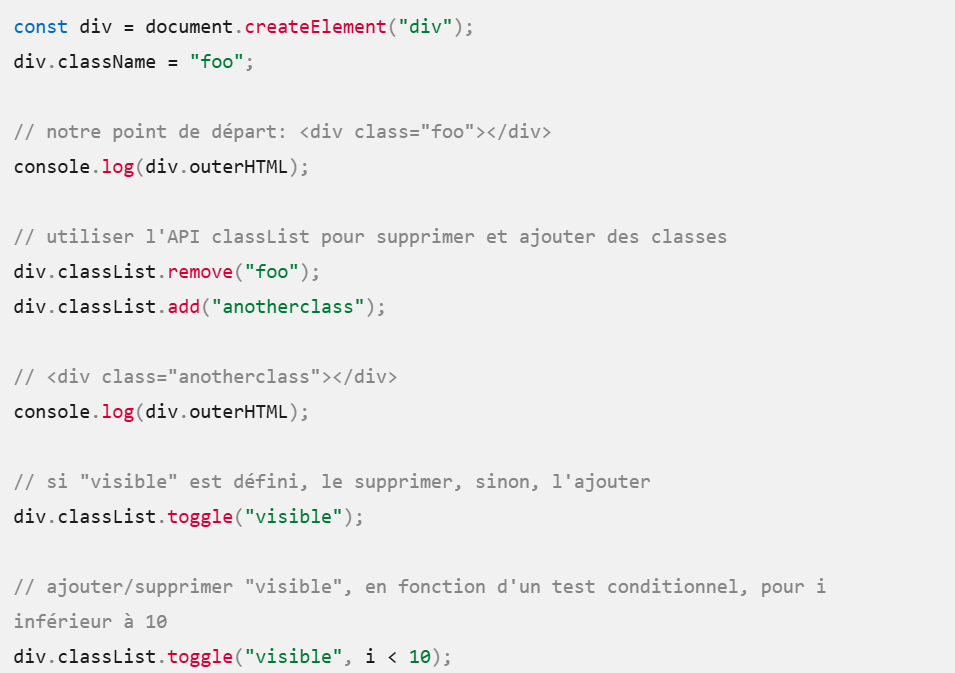 const div = document.createElement("div");
div.className = "foo";
// notre point de départ: <div class="foo"></div>
console.log(div.outerHTML);
// utiliser l'API classList pour supprimer et ajouter des classes
div.classList.remove("foo");
div.classList.add("anotherclass");
// <div class="anotherclass"></div>
console.log(div.outerHTML);
// si "visible" est défini, le supprimer, sinon, l'ajouter
div.classList.toggle("visible");
// ajouter/supprimer "visible", en fonction d'un test conditionnel, pour i
inférieur à 10
div.classList.toggle("visible", i < 10);